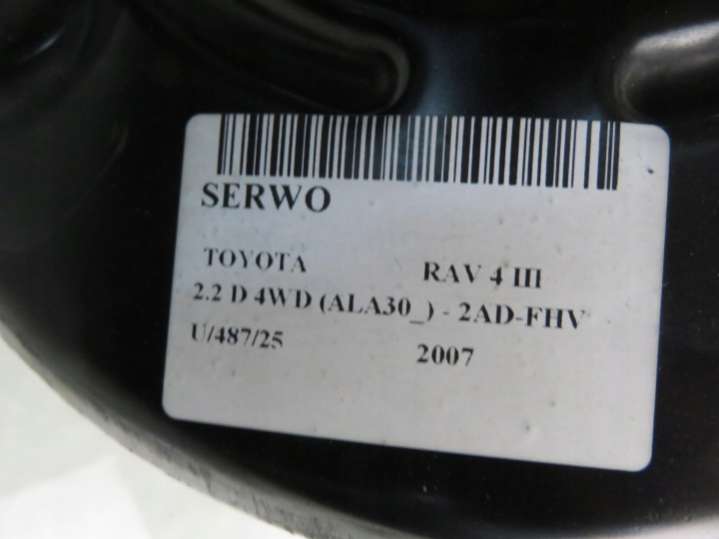 SERWO
TOYOTA RAV 4 III
2.2 D 4WD (ALA30_) - 2AD-FHV
U/487/25 2007